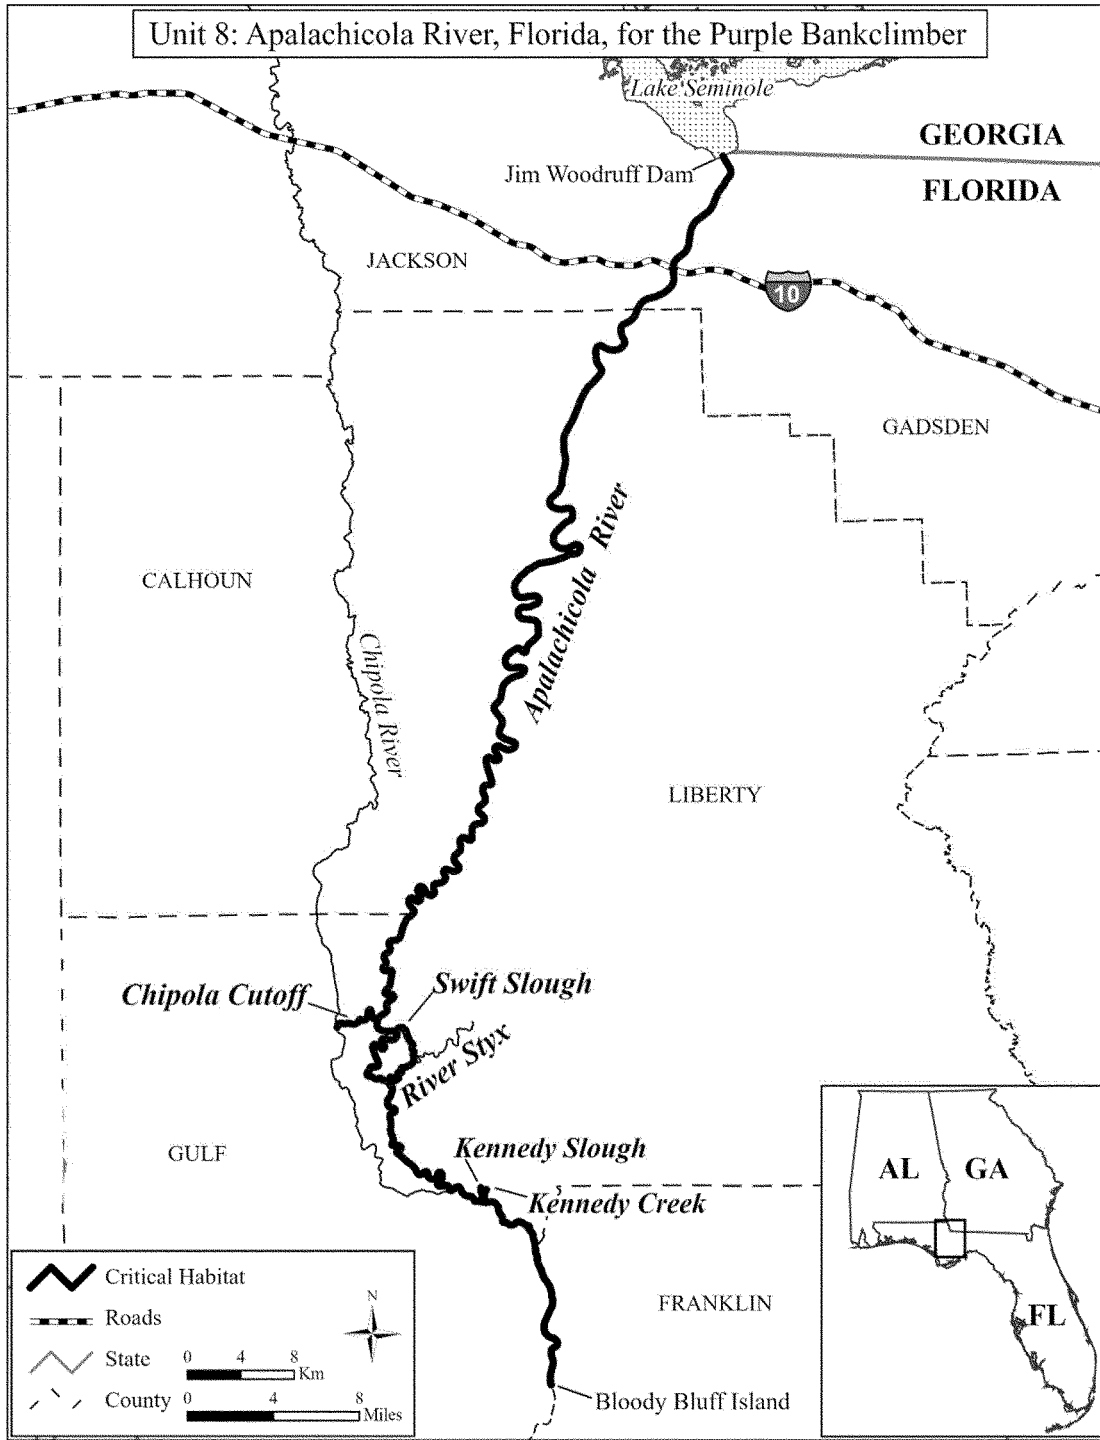 Unit 8: Apalachicola River, Florida, for the Purple Bankclimber
Lake Seminole
GEORGIA
Jim Woodruff Dam
FLORIDA
JACKSON
10
GADSDEN
Apalachicola River
CALHOUN
Chipola River
LIBERTY
Chipola Cutoff
Swift Slough
River Styx
GULF
Kennedy Slough
Kennedy Creek
AL
GA
FL
FRANKLIN
Bloody Bluff Island
Critical Habitat
Roads
State
County
N
0 4 8
Km
0 4 8
Miles